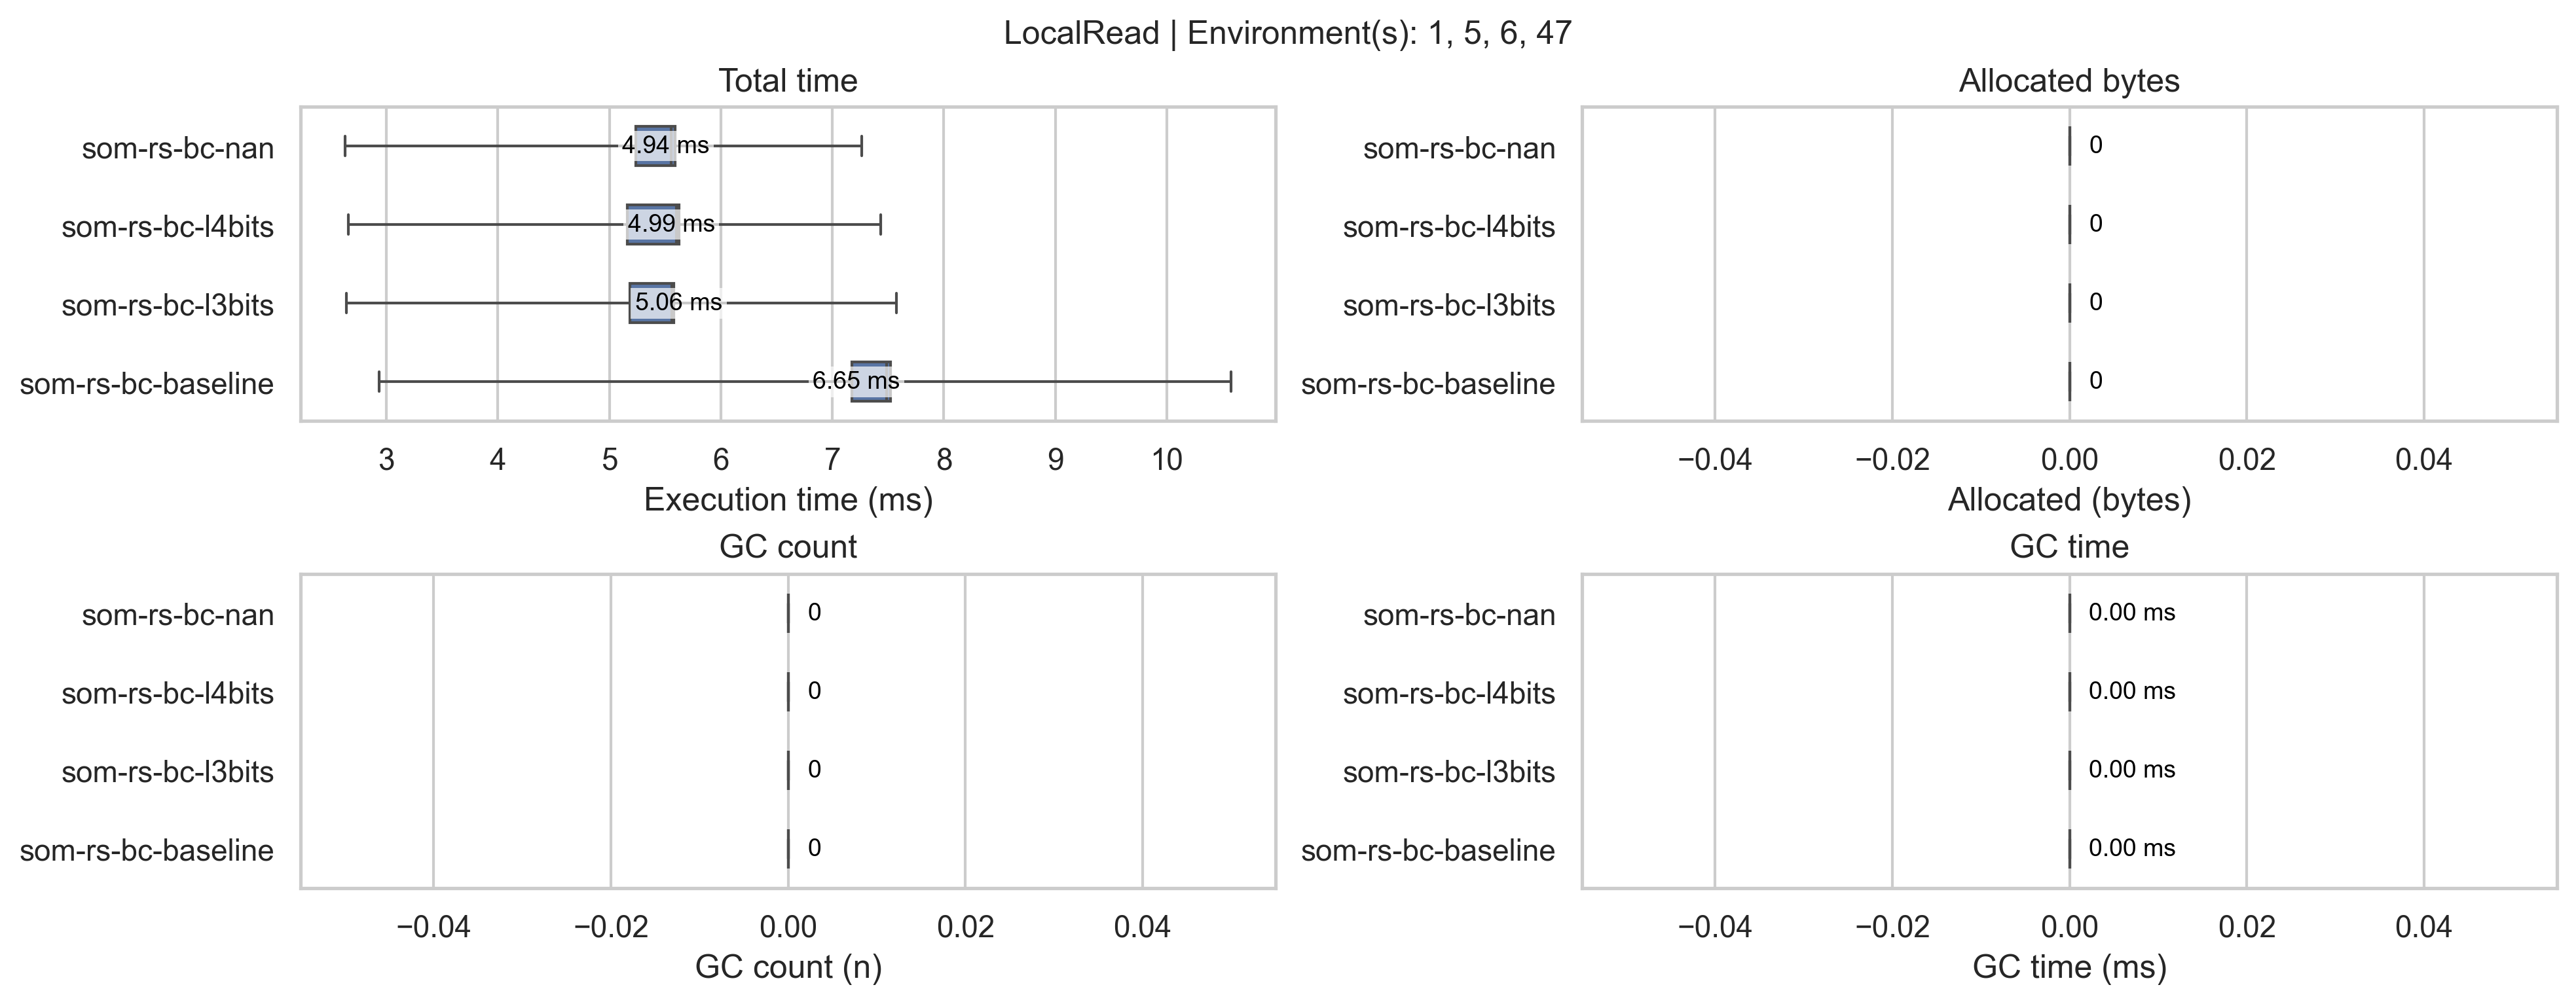 LocalRead | Environment(s): 1, 5, 6, 47
Total time
som-rs-bc-nan
4.94 ms
som-rs-bc-l4bits
4.99 ms
som-rs-bc-l3bits
5.06 ms
som-rs-bc-baseline
6.65 ms
3 4 5 6 7 8 9 10
Execution time (ms)
Allocated bytes
som-rs-bc-nan
0
som-rs-bc-l4bits
0
som-rs-bc-l3bits
0
som-rs-bc-baseline
0
−0.04 −0.02 0.00 0.02 0.04
Allocated (bytes)
GC count
som-rs-bc-nan
0
som-rs-bc-l4bits
0
som-rs-bc-l3bits
0
som-rs-bc-baseline
0
−0.04 −0.02 0.00 0.02 0.04
GC count (n)
GC time
som-rs-bc-nan
0.00 ms
som-rs-bc-l4bits
0.00 ms
som-rs-bc-l3bits
0.00 ms
som-rs-bc-baseline
0.00 ms
−0.04 −0.02 0.00 0.02 0.04
GC time (ms)